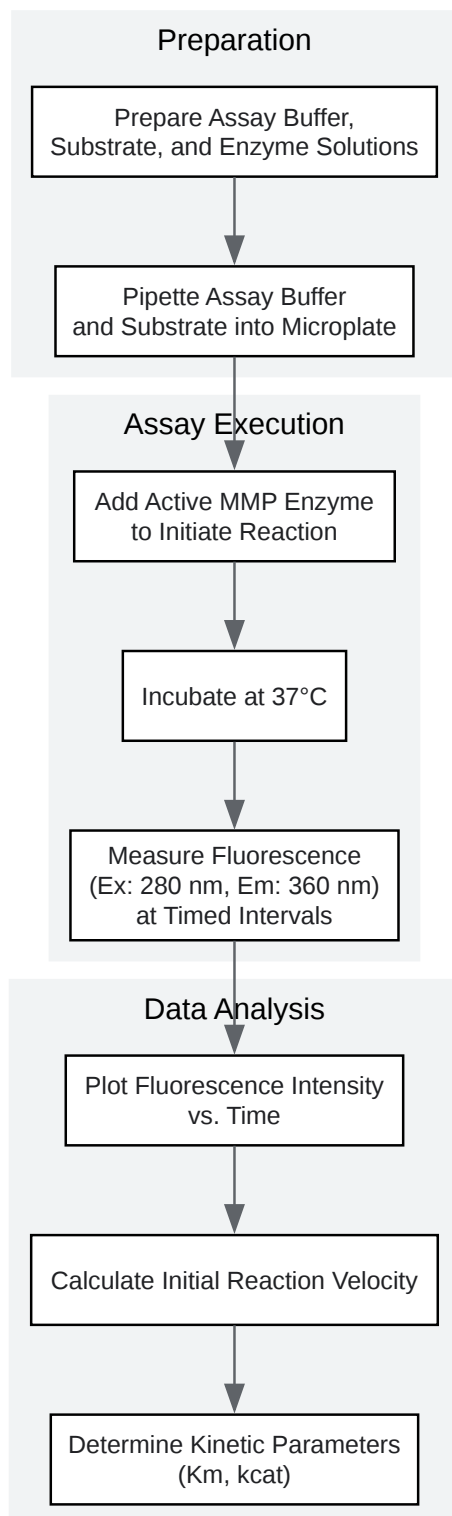 Preparation
Prepare Assay Buffer,
Substrate, and Enzyme Solutions
Pipette Assay Buffer
and Substrate into Microplate
Assay Execution
Add Active MMP Enzyme
to Initiate Reaction
Incubate at 37°C
Measure Fluorescence
(Ex: 280 nm, Em: 360 nm)
at Timed Intervals
Data Analysis
Plot Fluorescence Intensity
vs. Time
Calculate Initial Reaction Velocity
Determine Kinetic Parameters
(Km, kcat)